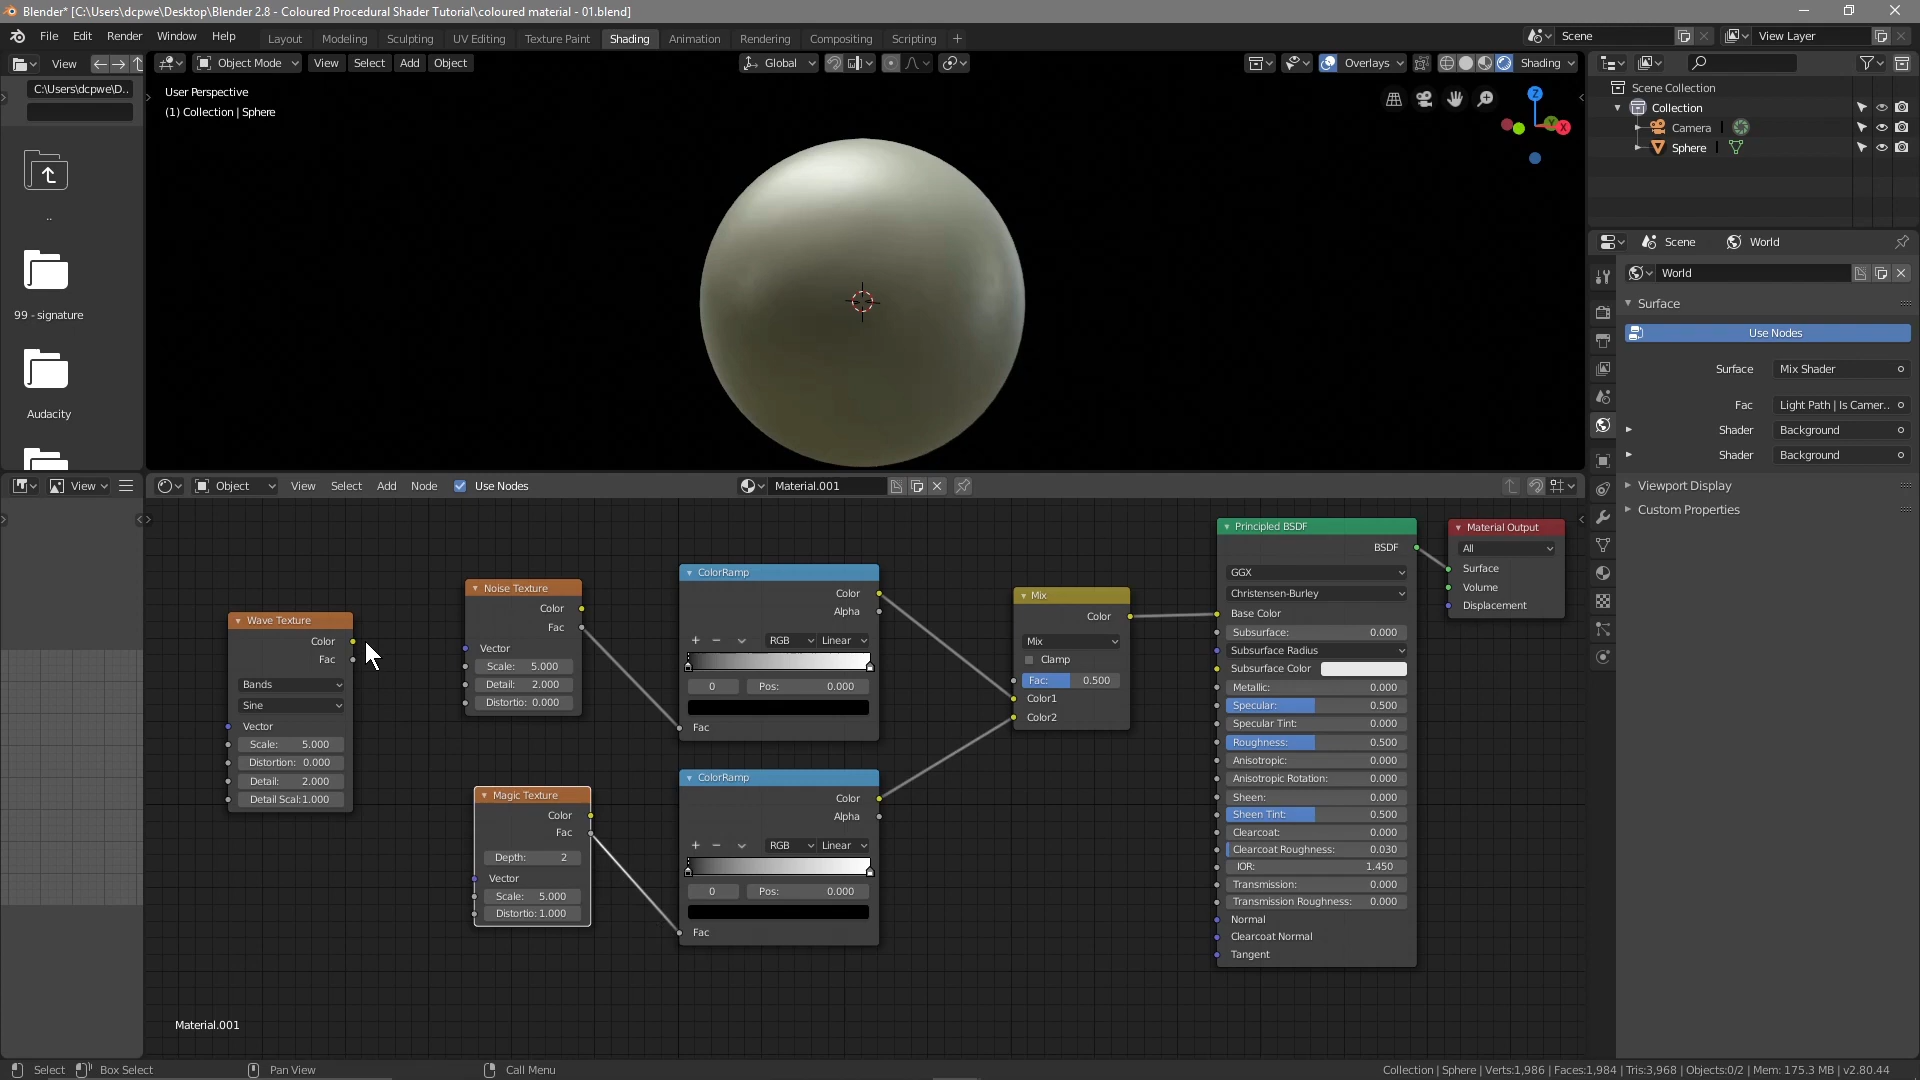 Blender* [C:\Users\dcpwe\Desktop\Blender 2.8 - Coloured Procedural Shader Tutorial\coloured material - 01.blend]
File Edit Render Window Help Layout Modeling Sculpting UV Editing Texture Paint Shading Animation Rendering Compositing Scripting + Scene View Layer
View Object Mode View Select Add Object Global Overlays Shading
C:\Users\dcpwe\D..
User Perspective
(1) Collection | Sphere
Z
Y
X
..
99 - signature
Audacity
Scene Collection
Collection
Camera
Sphere
Scene World
World
Surface
Use Nodes
Surface Mix Shader
Fac Light Path | Is Camer..
Shader Background
Shader Background
Viewport Display
Custom Properties
View Object View Select Add Node Use Nodes Material.001
Wave Texture
Color
Fac
Bands
Sine
Vector
Scale: 5.000
Distortion: 0.000
Detail: 2.000
Detail Scal: 1.000
Noise Texture
Color
Fac
Vector
Scale: 5.000
Detail: 2.000
Distortio: 0.000
Magic Texture
Color
Fac
Depth: 2
Vector
Scale: 5.000
Distortio: 1.000
ColorRamp
Color
Alpha
RGB Linear
0 Pos: 0.000
Fac
ColorRamp
Color
Alpha
RGB Linear
0 Pos: 0.000
Fac
Mix
Color
Mix
Clamp
Fac: 0.500
Color1
Color2
Principled BSDF
BSDF
GGX
Christensen-Burley
Base Color
Subsurface: 0.000
Subsurface Radius
Subsurface Color
Metallic: 0.000
Specular: 0.500
Specular Tint: 0.000
Roughness: 0.500
Anisotropic: 0.000
Anisotropic Rotation: 0.000
Sheen: 0.000
Sheen Tint: 0.500
Clearcoat: 0.000
Clearcoat Roughness: 0.030
IOR: 1.450
Transmission: 0.000
Transmission Roughness: 0.000
Normal
Clearcoat Normal
Tangent
Material Output
All
Surface
Volume
Displacement
Material.001
Select Box Select Pan View Call Menu Collection | Sphere | Verts:1,986 | Faces:1,984 | Tris:3,968 | Objects:0/2 | Mem: 175.3 MB | v2.80.44